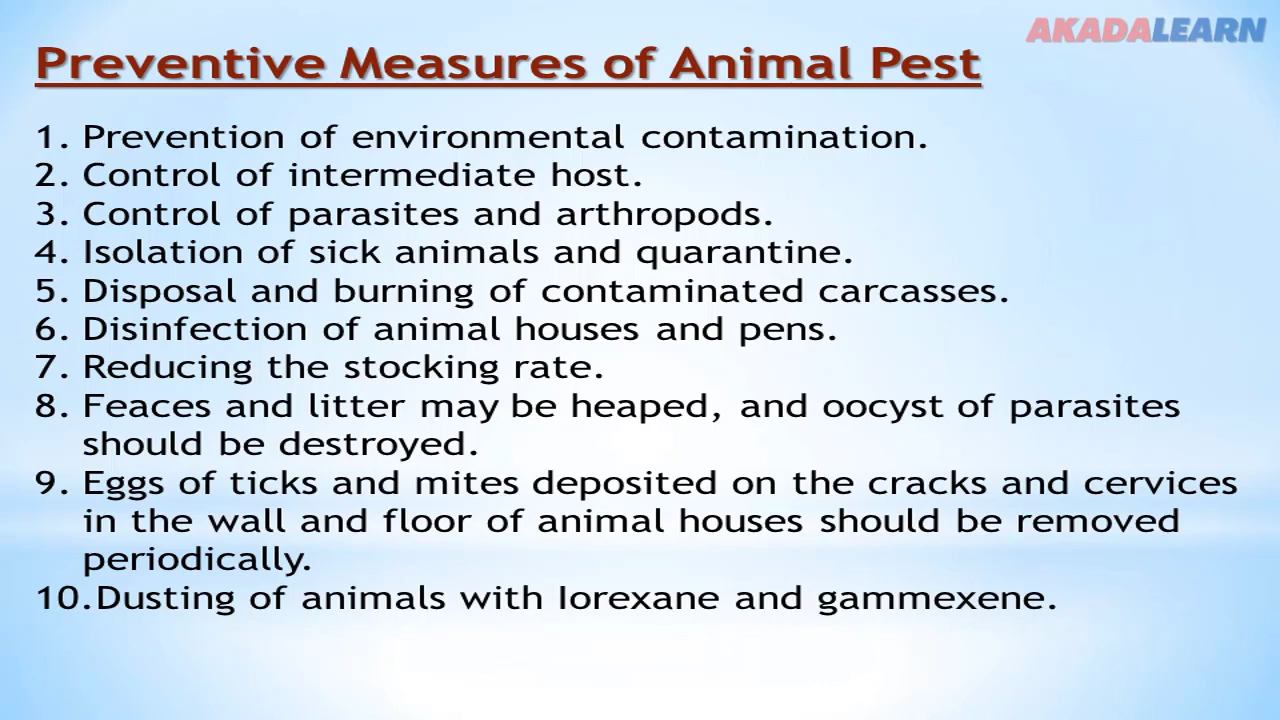 AKADALEARN
Preventive Measures of Animal Pest
1. Prevention of environmental contamination.
2. Control of intermediate host.
3. Control of parasites and arthropods.
4. Isolation of sick animals and quarantine.
5. Disposal and burning of contaminated carcasses.
6. Disinfection of animal houses and pens.
7. Reducing the stocking rate.
8. Feaces and litter may be heaped, and oocyst of parasites
should be destroyed.
9. Eggs of ticks and mites deposited on the cracks and cervices
in the wall and floor of animal houses should be removed
periodically.
10.Dusting of animals with Iorexane and gammexene.